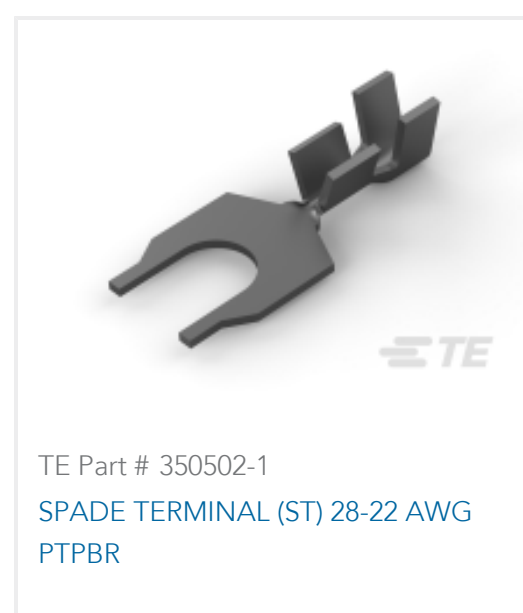 TE
TE Part # 350502-1
SPADE TERMINAL (ST) 28-22 AWG
PTPBR